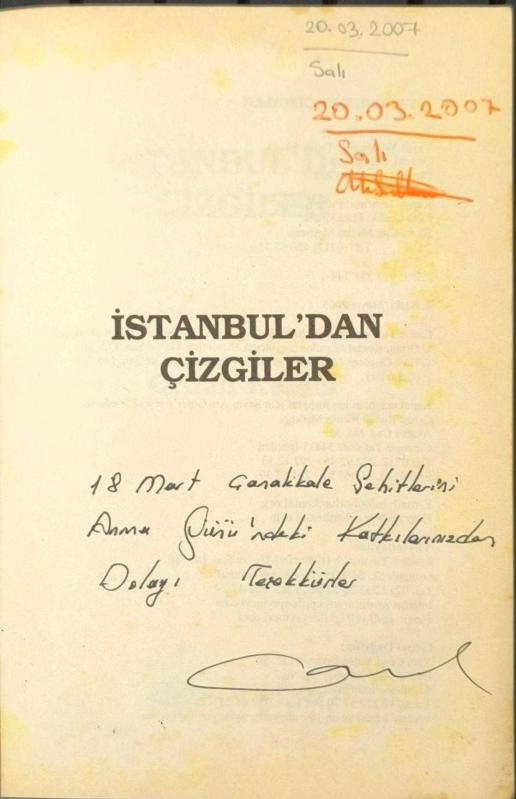 20.03.2007
Salı
20.03.2007
Salı
İSTANBUL'DAN
ÇİZGİLER
18 Mart Çanakkale Şehitlerini
Anma Günü'ndeki Katkılarınızdan
Dolayı Teşekkürler